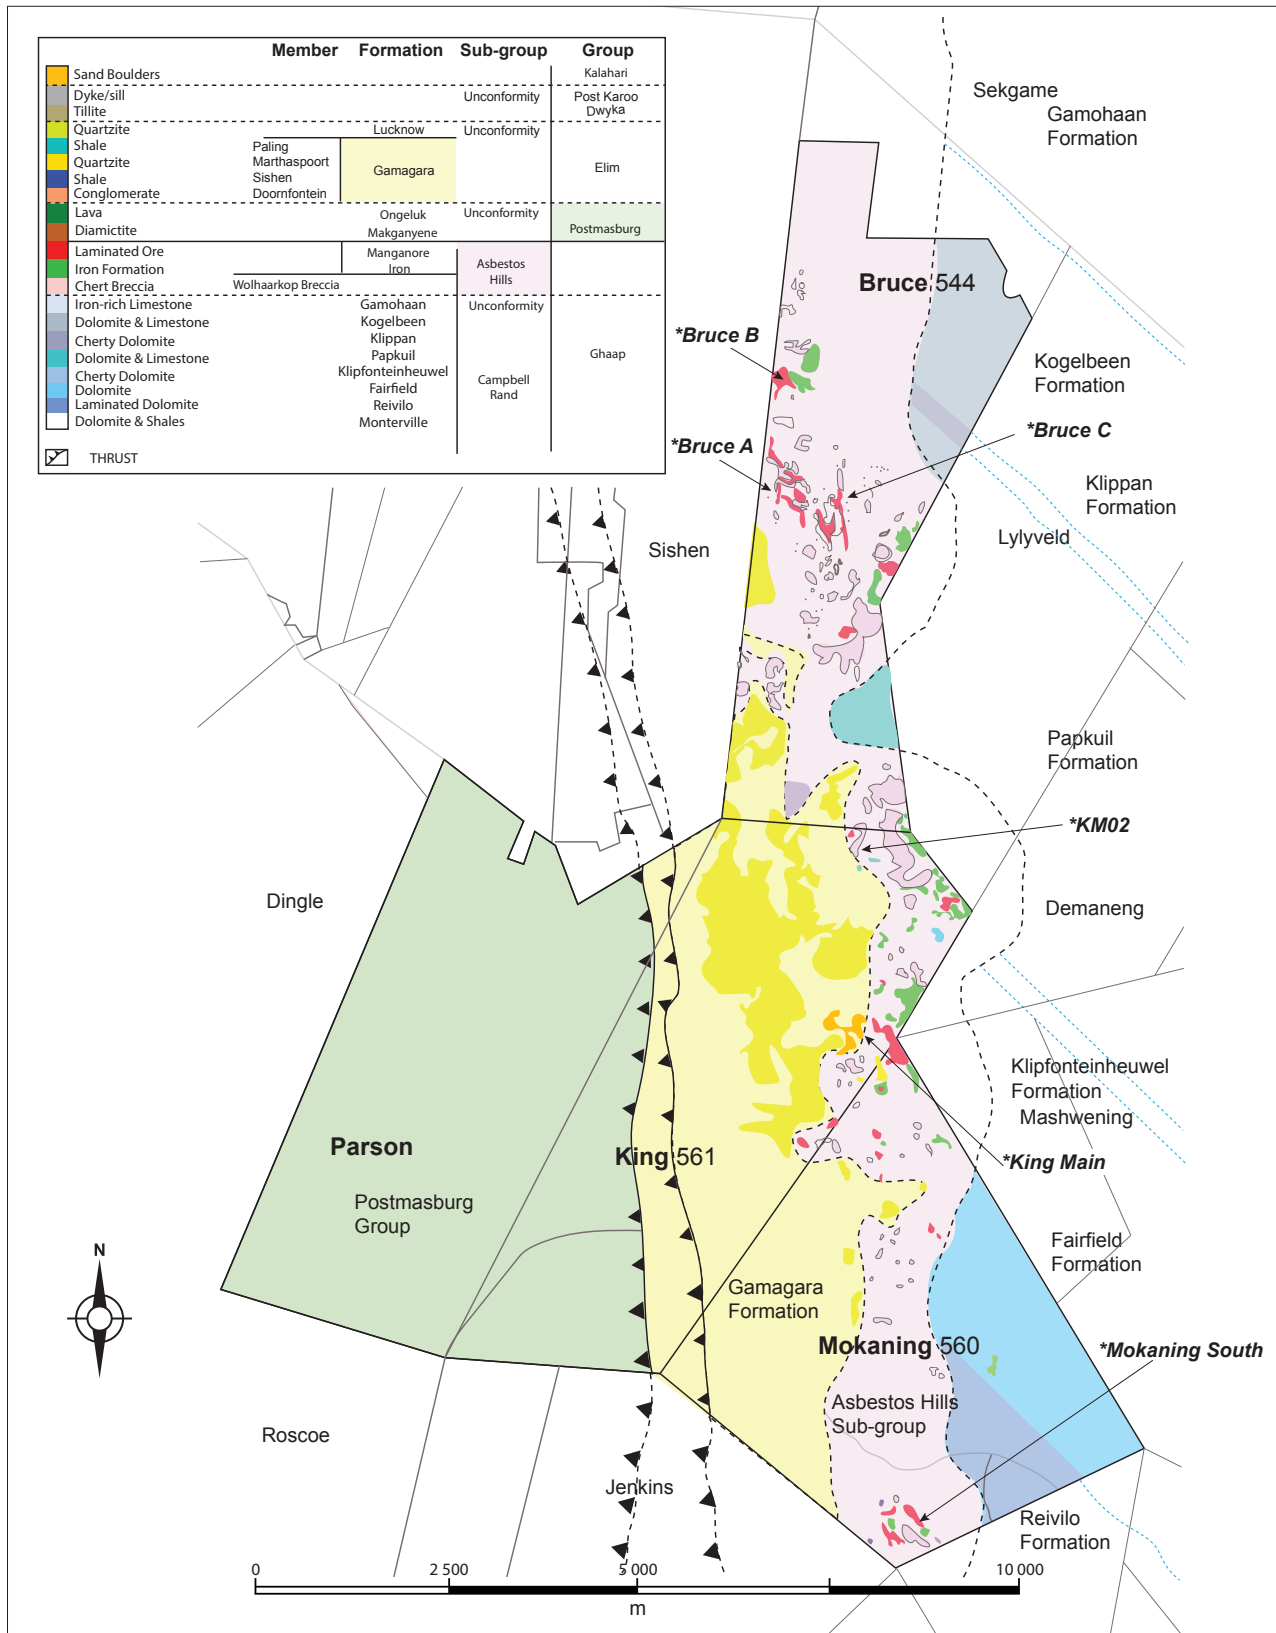 Member Formation Sub-group Group
Sand Boulders Kalahari
Dyke/sill Unconformity Post Karoo
Tillite Dwyka
Quartzite Lucknow Unconformity
Shale Paling
Quartzite Marthaspoort Gamagara Elim
Shale Sishen
Conglomerate Doornfontein
Lava Ongeluk Unconformity
Diamictite Makganyene Postmasburg
Laminated Ore Manganore
Iron Formation Iron Asbestos
Chert Breccia Wolhaarkop Breccia Hills
Iron-rich Limestone Gamohaan Unconformity
Dolomite & Limestone Kogelbeen
Cherty Dolomite Klippan
Dolomite & Limestone Papkuil Ghaap
Cherty Dolomite Klipfonteinheuwel
Dolomite Fairfield Campbell
Laminated Dolomite Reivilo Rand
Dolomite & Shales Monterville
THRUST
Sekgame
Gamohaan
Formation
Bruce 544
*Bruce B
Kogelbeen
Formation
*Bruce A
*Bruce C
Klippan
Formation
Sishen
Lylyveld
Papkuil
Formation
*KM02
Dingle
Demaneng
Klipfonteinheuwel
Formation
Mashwening
Parson
King 561
*King Main
Postmasburg
Group
Fairfield
Formation
N
Gamagara
Formation
Mokaning 560
*Mokaning South
Asbestos Hills
Sub-group
Roscoe
Jenkins
Reivilo
Formation
0 2 500 5 000 10 000
m